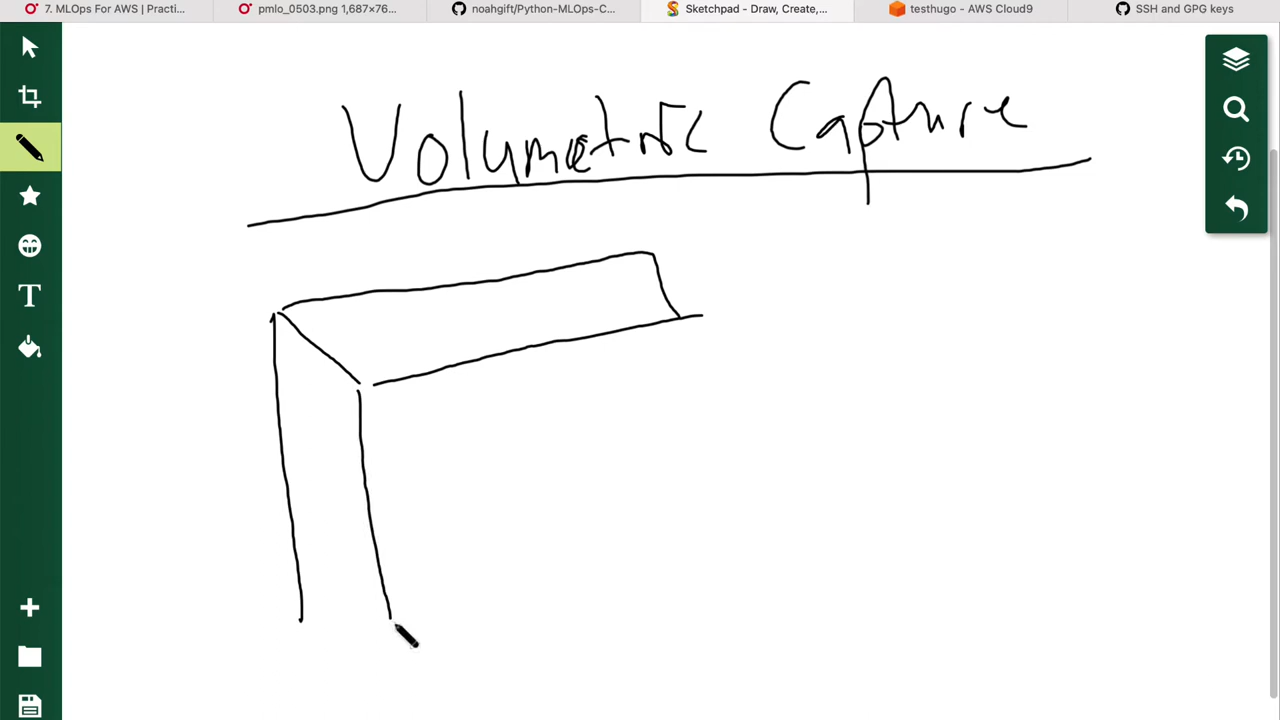 7. MLOps For AWS | Practi...
pmlo_0503.png 1,687×76...
noahgift/Python-MLOps-C...
Sketchpad - Draw, Create,...
testhugo - AWS Cloud9
SSH and GPG keys
Volumetric Capture
T